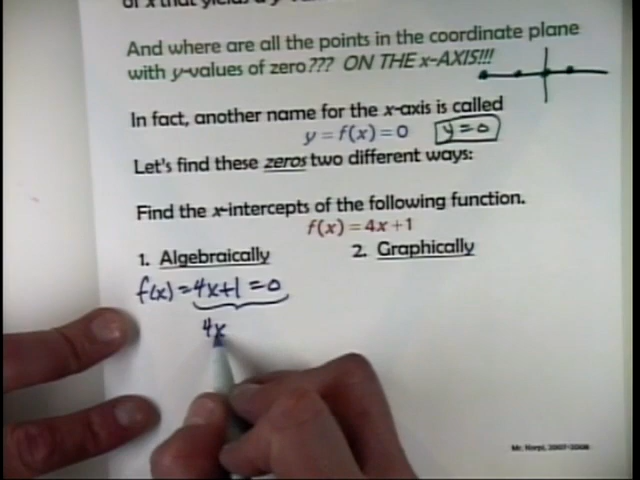 And where are all the points in the coordinate plane
with y-values of zero??? ON THE x-AXIS!!!
In fact, another name for the x-axis is called
y = f(x) = 0 y = 0
Let's find these zeros two different ways:
Find the x-intercepts of the following function.
f(x) = 4x + 1
1. Algebraically 2. Graphically
f(x) = 4x+1 = 0
4x
2007-2008